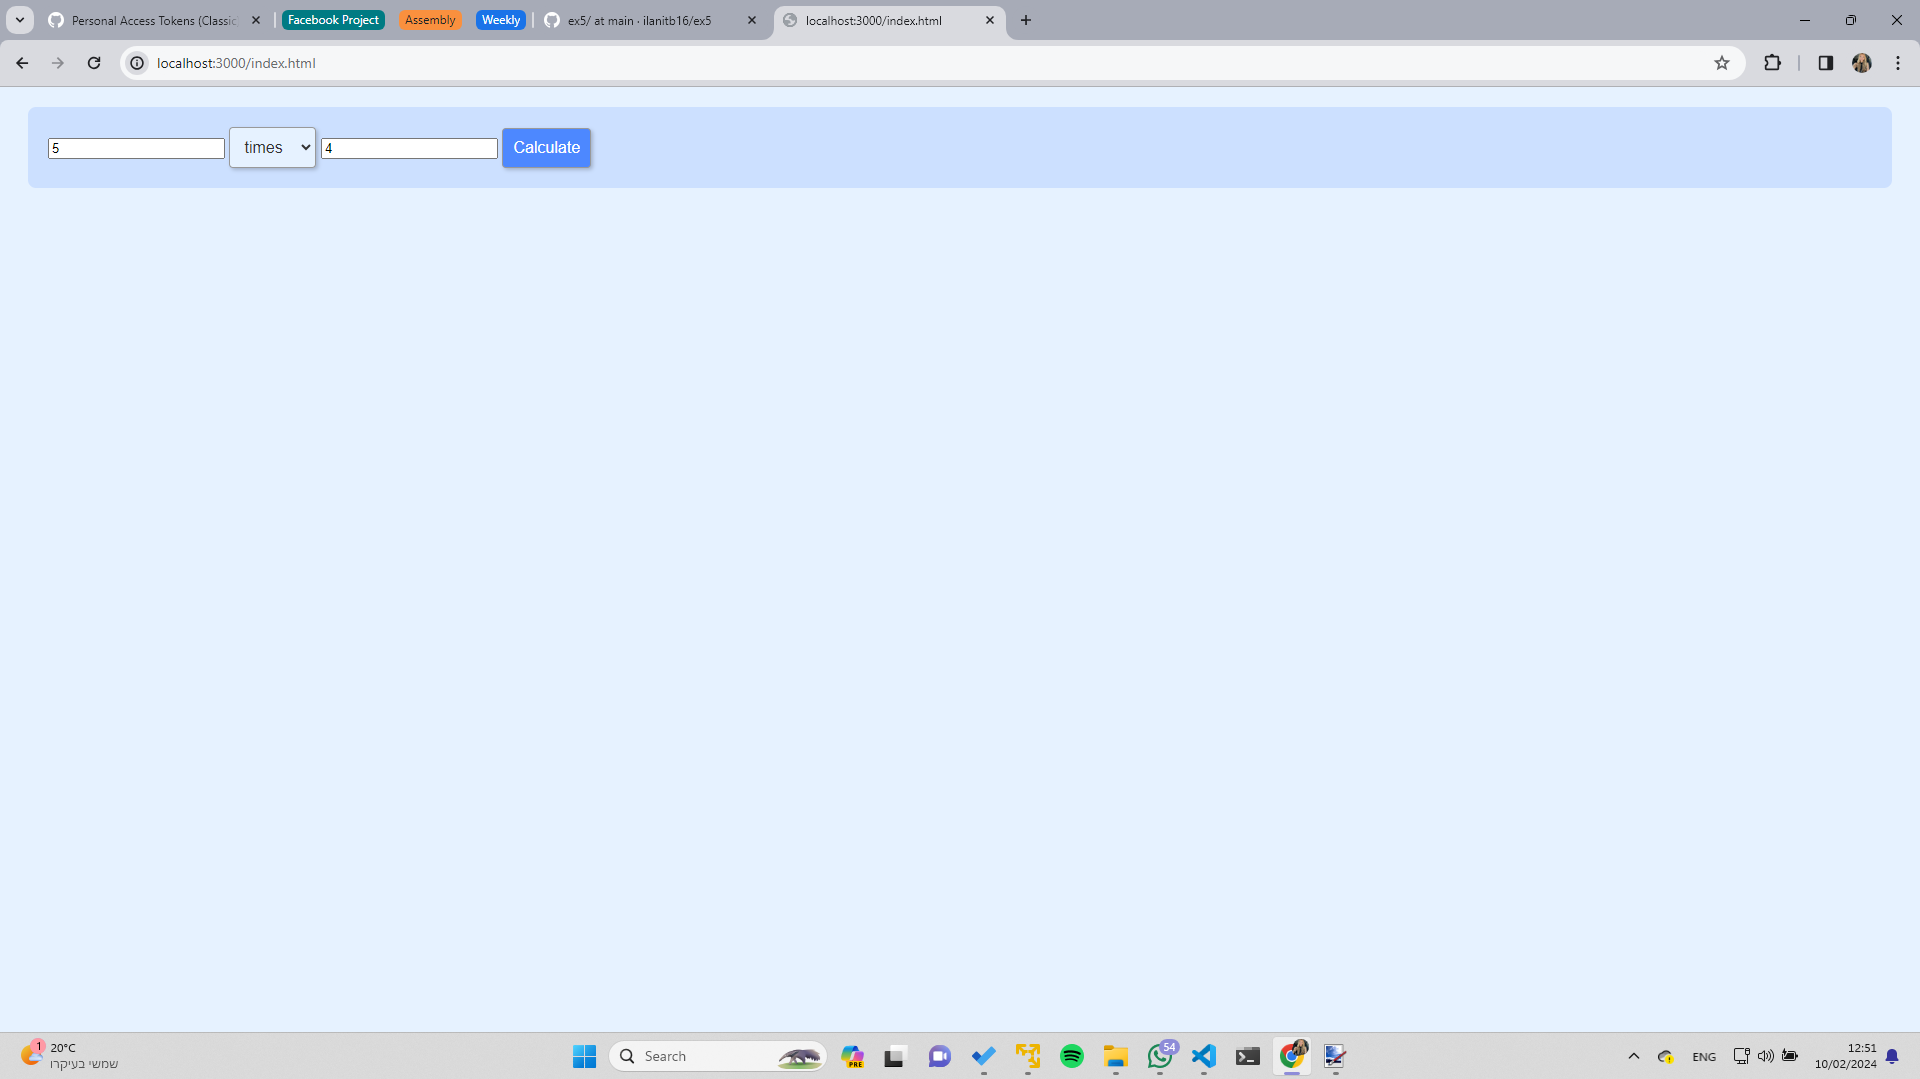 Personal Access Tokens (Classic
Facebook Project
Assembly
Weekly
ex5/ at main · ilanitb16/ex5
localhost:3000/index.html
localhost:3000/index.html
5 times 4 Calculate
1
20°C
שמשי בעיקרו
Search
PRE
54
ENG
12:51
10/02/2024